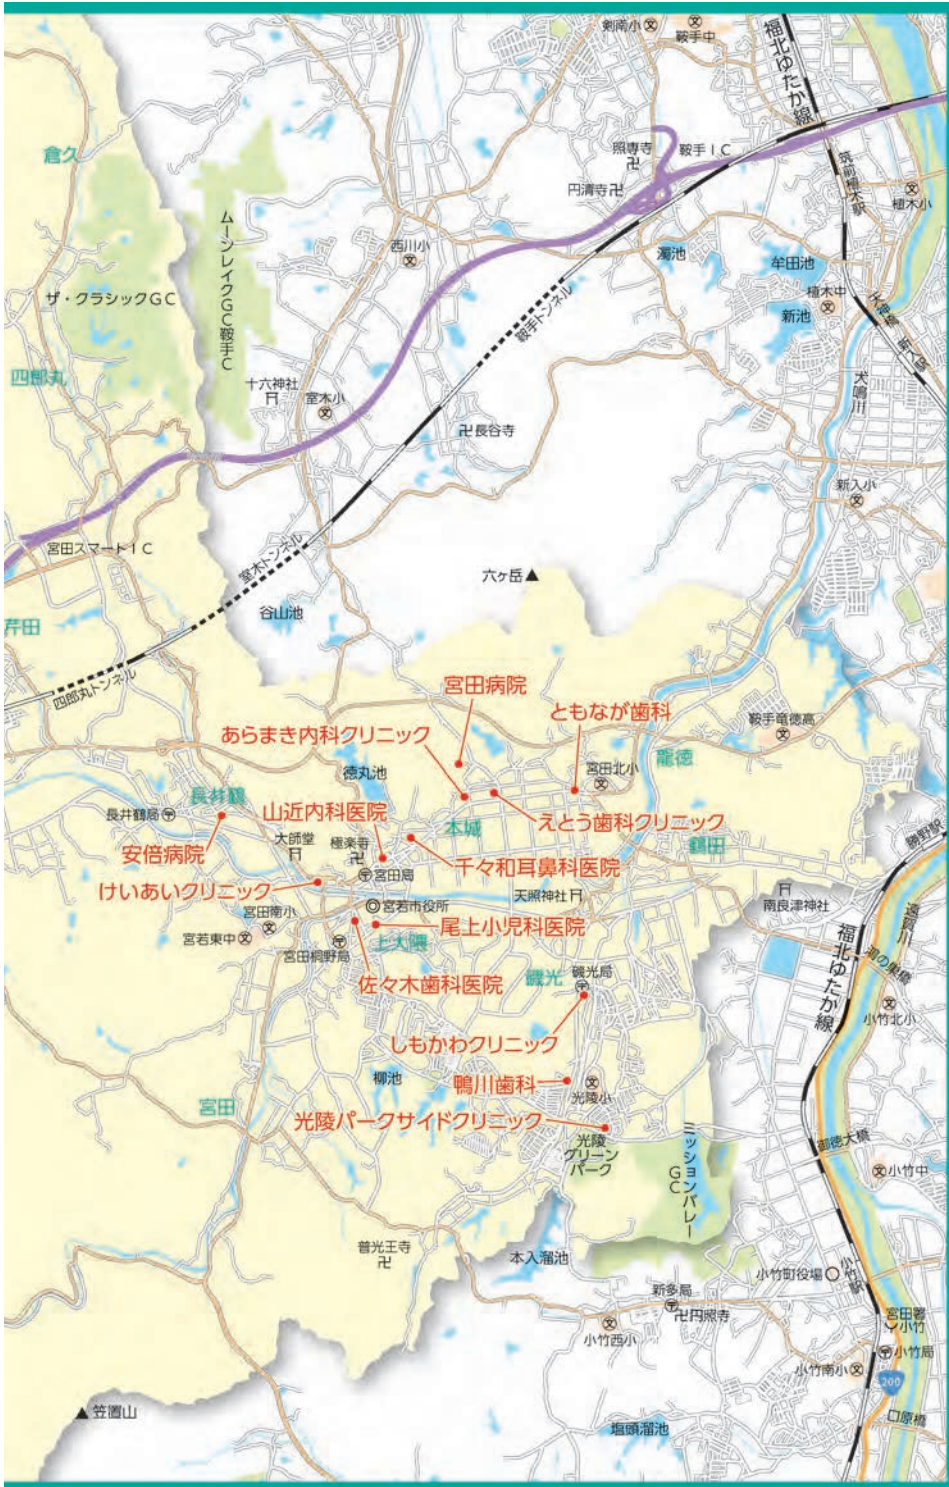 剣南小
鞍手中
福北ゆたか線
倉久
照専寺
鞍手IC
円清寺
筑前植木駅
植木小
ムーンレイクGC鞍手C
西川小
濁池
牟田池
ザ・クラシックGC
鞍手トンネル
植木中
新池
四郎丸
十六神社
室木小
犬鳴川
長谷寺
新入小
宮田スマートIC
室木トンネル
六ヶ岳
谷山池
芹田
四郎丸トンネル
宮田病院
ともなが歯科
鞍手竜徳高
あらまき内科クリニック
龍徳
徳丸池
宮田北小
長井鶴
長井鶴局
山近内科医院
本城
えとう歯科クリニック
勝野駅
安倍病院
大師堂
極楽寺
鶴田
千々和耳鼻科医院
宮田局
けいあいクリニック
天照神社
南良津神社
宮田南小
宮若市役所
遠賀川
宮若東中
尾上小児科医院
福北ゆたか線
宮田桐野局
上大隈
鴻の巣橋
佐々木歯科医院
磯光
磯光局
小竹北小
しもかわクリニック
柳池
鴨川歯科
光陵小
宮田
光陵パークサイドクリニック
ミッションバレー
GC
光陵
グリーン
パーク
御徳大橋
小竹中
普光王寺
本入溜池
小竹町役場
小竹駅
新多局
円照寺
宮田署
小竹
小竹西小
小竹局
小竹南小
200
笠置山
口原橋
塩頭溜池